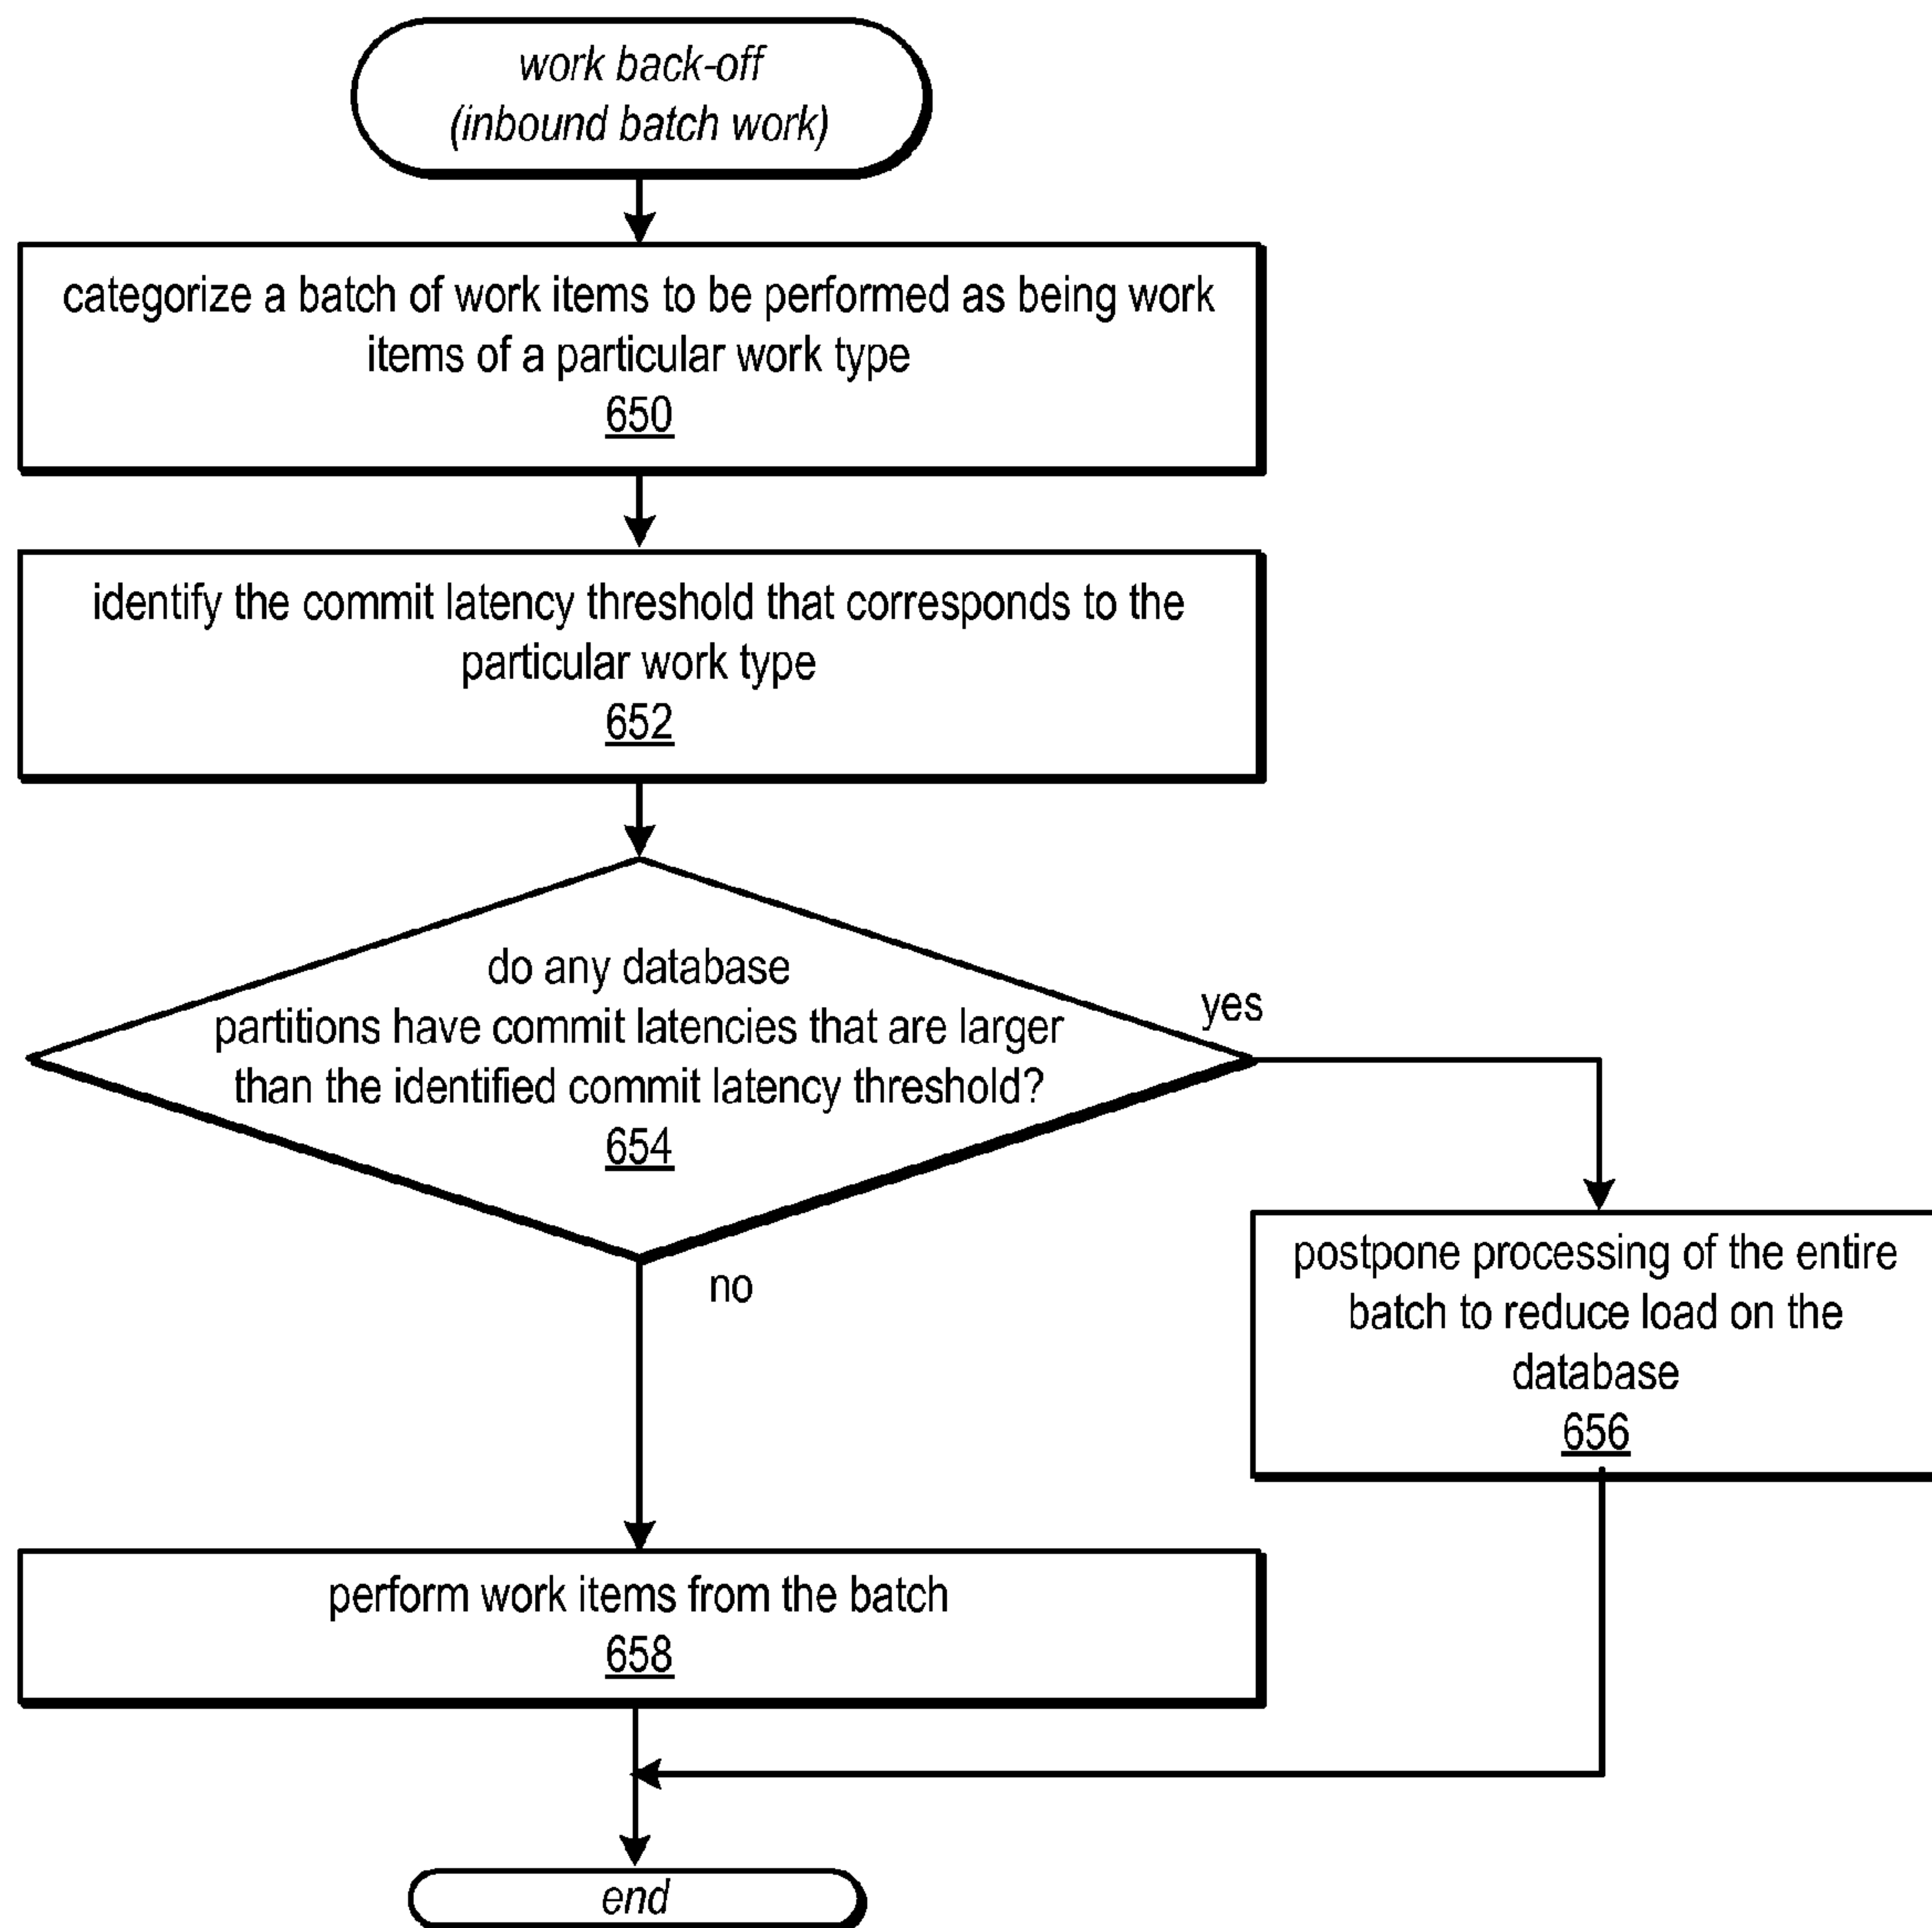 work back-off
(inbound batch work)
categorize a batch of work items to be performed as being work
items of a particular work type
650
identify the commit latency threshold that corresponds to the
particular work type
652
do any database
partitions have commit latencies that are larger
than the identified commit latency threshold?
654
yes
no
postpone processing of the entire
batch to reduce load on the
database
656
perform work items from the batch
658
end